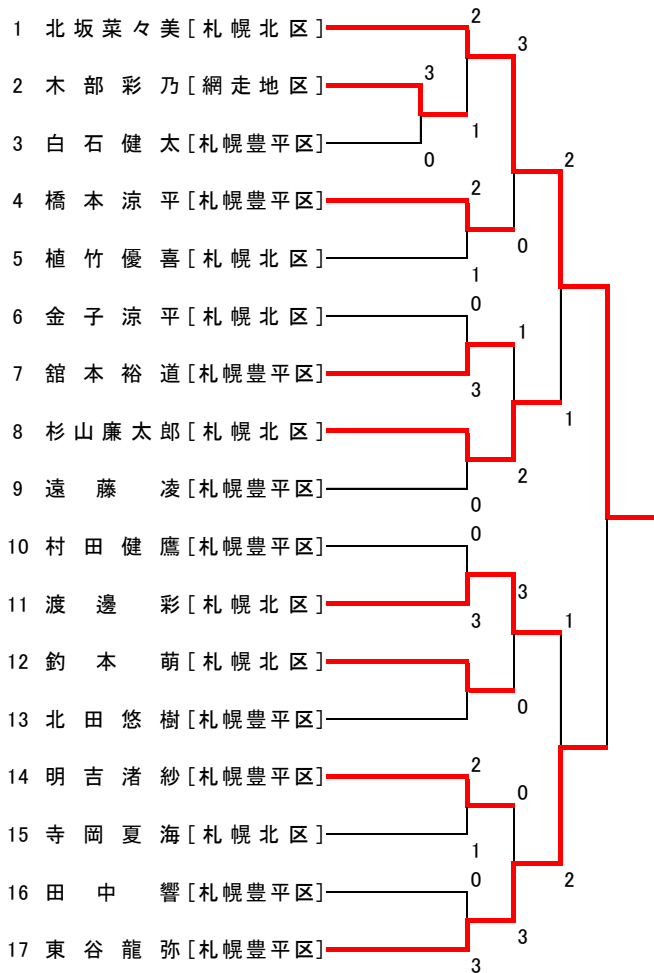 2
1 北坂菜々美[札幌北区]
3
3
2 木部彩乃[網走地区]
1
3 白石健太[札幌豊平区]
0
2
2
4 橋本涼平[札幌豊平区]
0
5 植竹優喜[札幌北区]
1
0
6 金子涼平[札幌北区]
1
7 舘本裕道[札幌豊平区]
3
1
8 杉山廉太郎[札幌北区]
2
9 遠藤凌[札幌豊平区]
0
0
10 村田健鷹[札幌豊平区]
3
11 渡邊彩[札幌北区]
3
1
12 釣本萌[札幌北区]
0
13 北田悠樹[札幌豊平区]
2
14 明吉渚紗[札幌豊平区]
0
15 寺岡夏海[札幌北区]
1
0
2
16 田中響[札幌豊平区]
3
17 東谷龍弥[札幌豊平区]
3